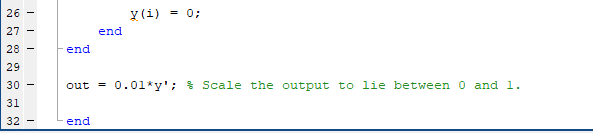 26 – y(i) = 0;
27 – end
28 – end
29
30 – out = 0.01*y'; % Scale the output to lie between 0 and 1.
31
32 – end